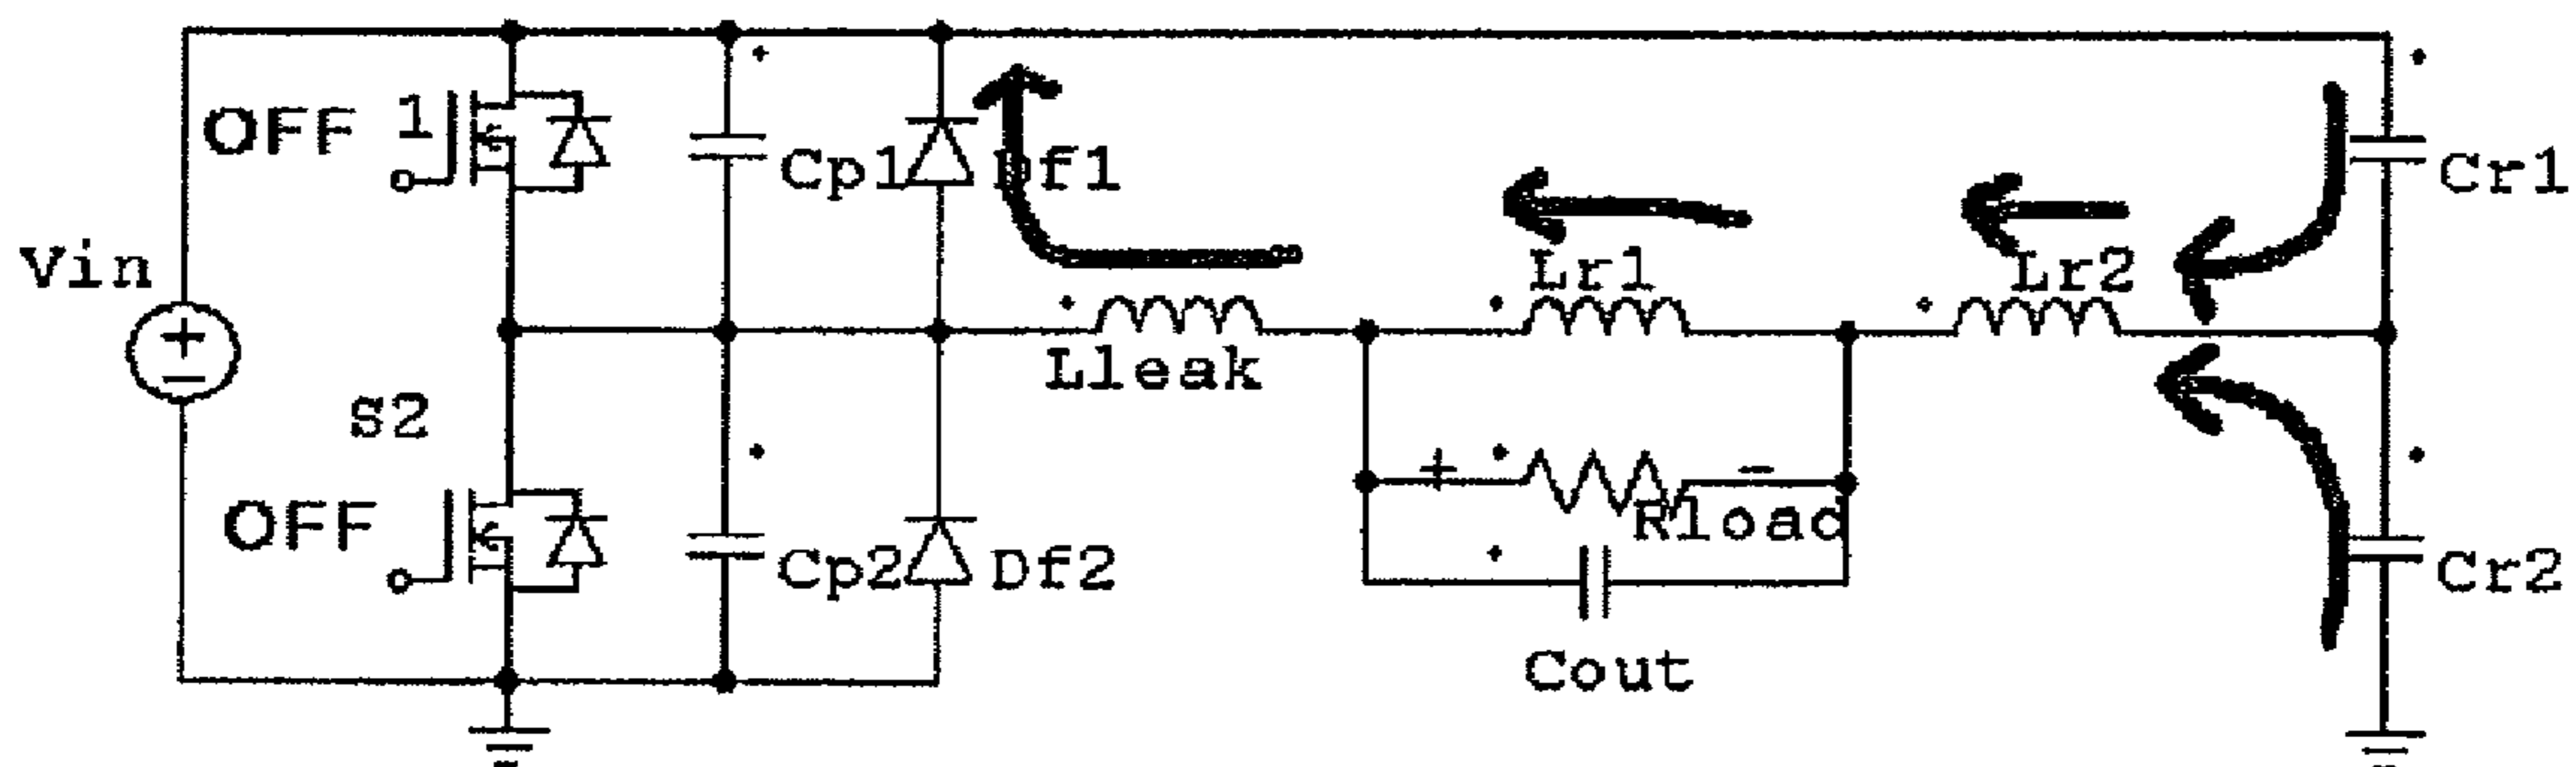 OFF 1
Cp1
Df1
Cr1
Vin
+
-
Lr1
Lr2
Lleak
S2
OFF
+
-
Rload
Cp2
Df2
Cr2
Cout